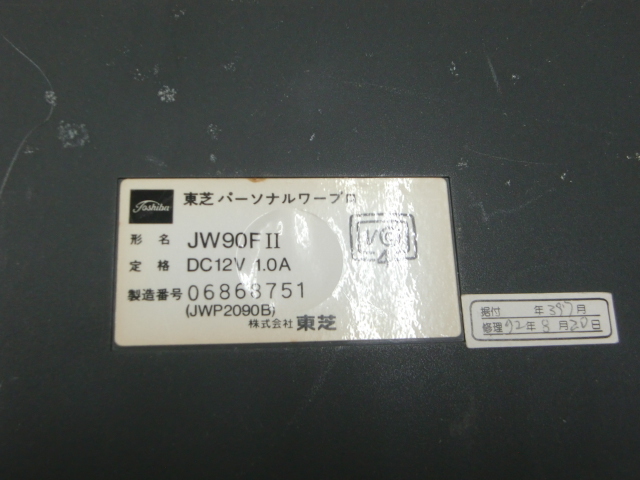 Toshiba 東芝パーソナルワープロ
形名 JW90FII
定格 DC12V 1.0A
製造番号 06868751
(JWP2090B)
株式会社 東芝
据付 年 月
修理 92年 8月20日